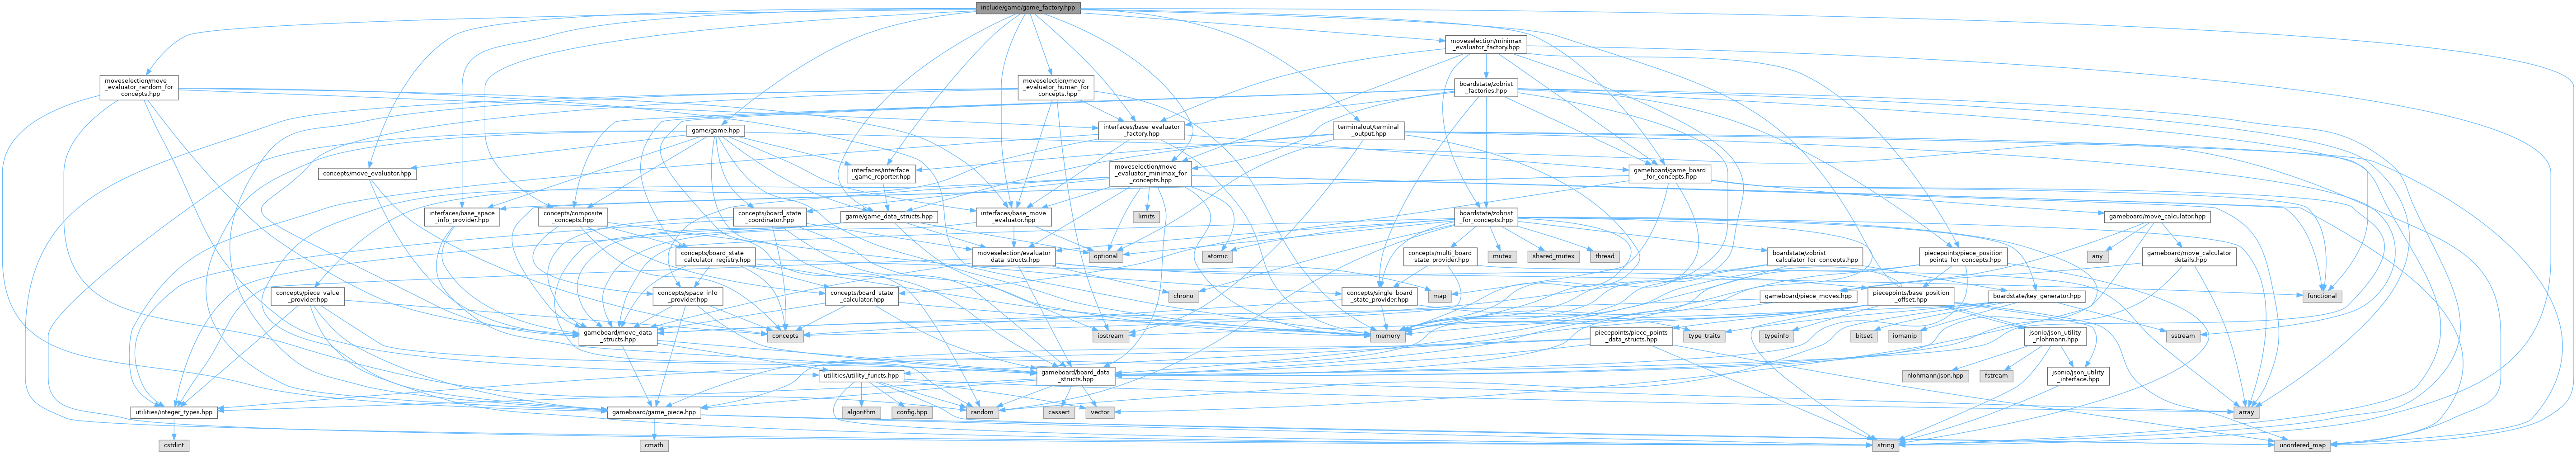 include/game/game_factory.hpp
moveselection/minimax
_evaluator_factory.hpp
moveselection/move
_evaluator_random_for
_concepts.hpp
moveselection/move
_evaluator_human_for
_concepts.hpp
boardstate/zobrist
_factories.hpp
game/game.hpp
interfaces/base_evaluator
_factory.hpp
terminalout/terminal
_output.hpp
concepts/move_evaluator.hpp
interfaces/interface
_game_reporter.hpp
moveselection/move
_evaluator_minimax_for
_concepts.hpp
gameboard/game_board
_for_concepts.hpp
interfaces/base_space
_info_provider.hpp
concepts/composite
_concepts.hpp
concepts/board_state
_coordinator.hpp
game/game_data_structs.hpp
interfaces/base_move
_evaluator.hpp
limits
boardstate/zobrist
_for_concepts.hpp
gameboard/move_calculator.hpp
concepts/board_state
_calculator_registry.hpp
moveselection/evaluator
_data_structs.hpp
optional
atomic
concepts/multi_board
_state_provider.hpp
mutex
shared_mutex
thread
boardstate/zobrist
_calculator_for_concepts.hpp
piecepoints/piece_position
_points_for_concepts.hpp
any
gameboard/move_calculator
_details.hpp
concepts/piece_value
_provider.hpp
concepts/space_info
_provider.hpp
concepts/board_state
_calculator.hpp
chrono
concepts/single_board
_state_provider.hpp
map
gameboard/piece_moves.hpp
piecepoints/base_position
_offset.hpp
boardstate/key_generator.hpp
functional
gameboard/move_data
_structs.hpp
concepts
iostream
memory
type_traits
piecepoints/piece_points
_data_structs.hpp
typeinfo
bitset
iomanip
jsonio/json_utility
_nlohmann.hpp
sstream
utilities/utility_functs.hpp
gameboard/board_data
_structs.hpp
nlohmann/json.hpp
fstream
jsonio/json_utility
_interface.hpp
utilities/integer_types.hpp
gameboard/game_piece.hpp
algorithm
config.hpp
random
cassert
vector
array
cstdint
cmath
string
unordered_map